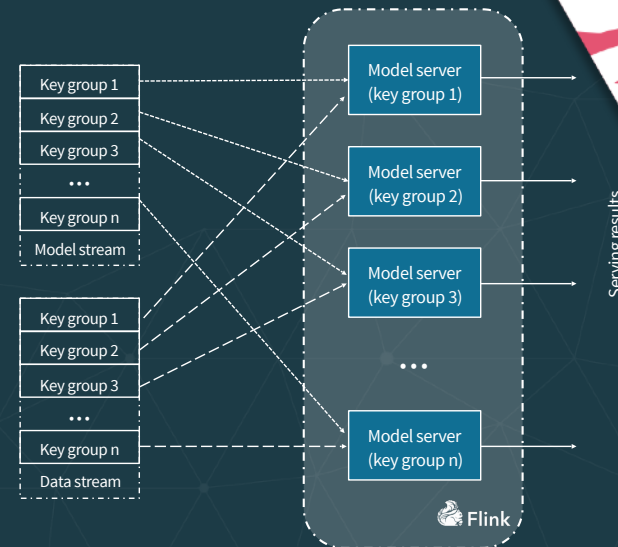 Key group 1
Key group 2
Key group 3
...
Key group n
Model stream
Key group 1
Key group 2
Key group 3
...
Key group n
Data stream
Model server
(key group 1)
Model server
(key group 2)
Model server
(key group 3)
...
Model server
(key group n)
Flink
Serving results